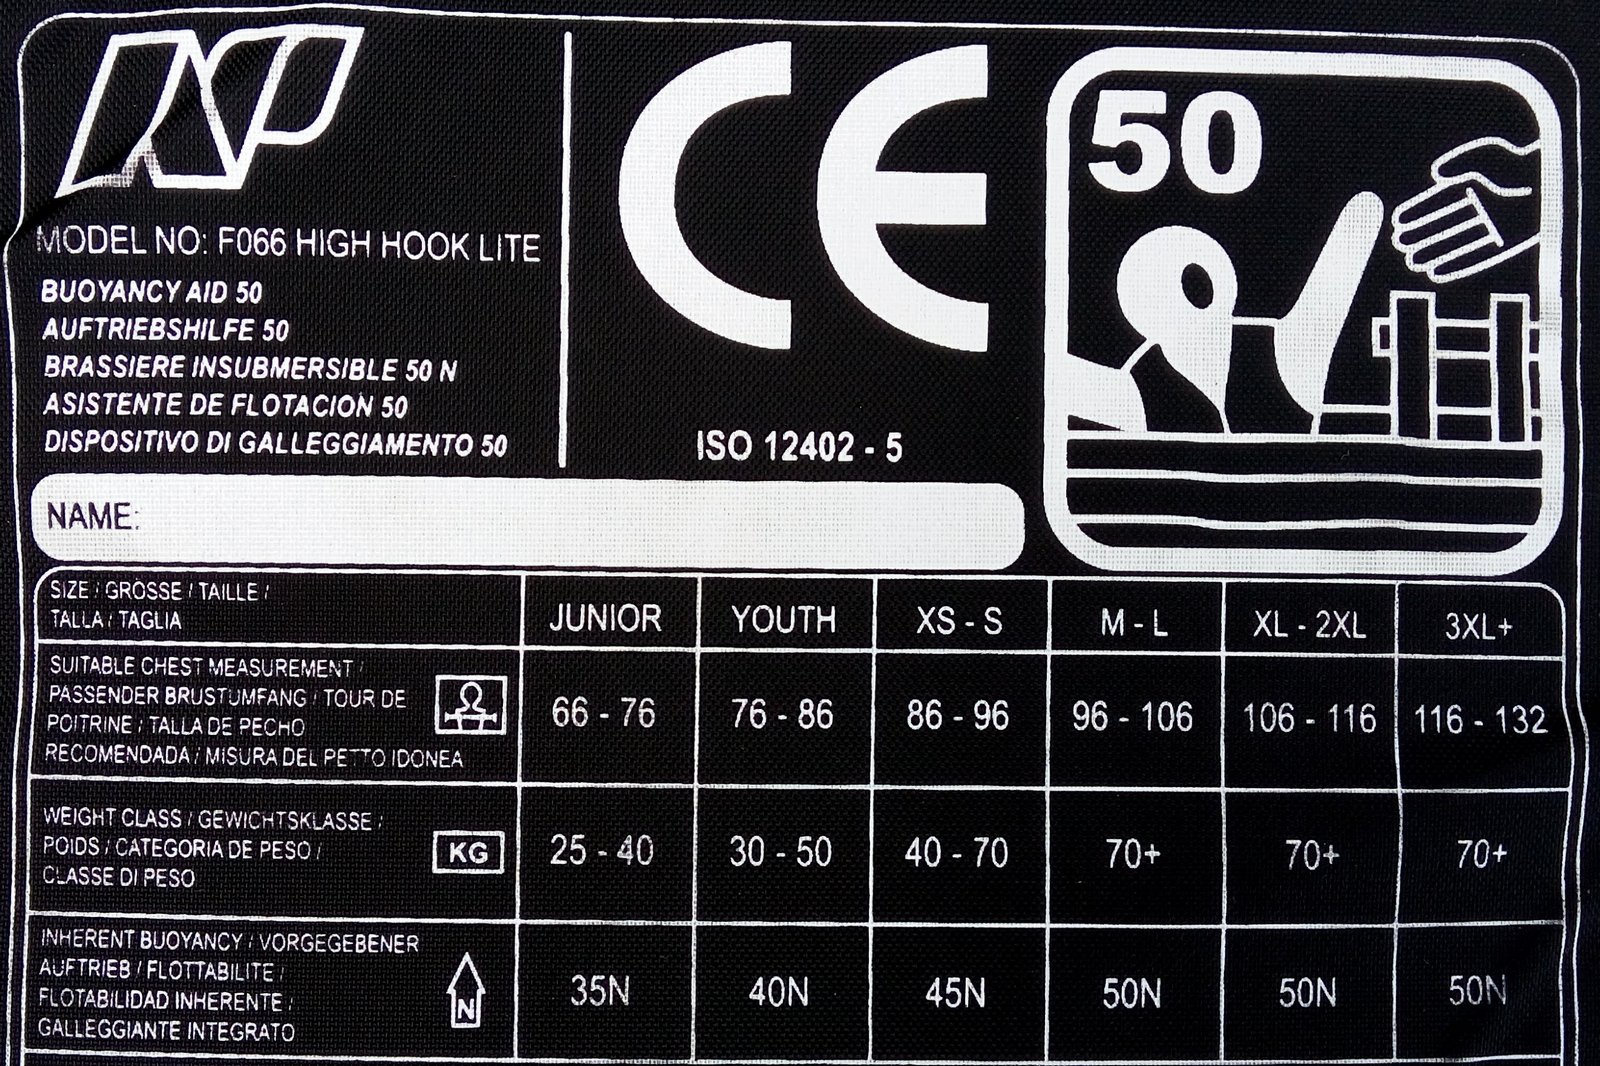 NP
MODEL NO: F066 HIGH HOOK LITE
BUOYANCY AID 50
AUFTRIEBSHILFE 50
BRASSIERE INSUBMERSIBLE 50 N
ASISTENTE DE FLOTACION 50
DISPOSITIVO DI GALLEGGIAMENTO 50
CE
ISO 12402 - 5
50
NAME:
SIZE / GRÖSSE / TAILLE /
TALLA / TAGLIA
JUNIOR
YOUTH
XS - S
M - L
XL - 2XL
3XL+
SUITABLE CHEST MEASUREMENT /
PASSENDER BRUSTUMFANG / TOUR DE
POITRINE / TALLA DE PECHO
RECOMENDADA / MISURA DEL PETTO IDONEA
66 - 76
76 - 86
86 - 96
96 - 106
106 - 116
116 - 132
WEIGHT CLASS / GEWICHTSKLASSE /
POIDS / CATEGORIA DE PESO /
CLASSE DI PESO
KG
25 - 40
30 - 50
40 - 70
70+
70+
70+
INHERENT BUOYANCY / VORGEGEBENER
AUFTRIEB / FLOTTABILITE /
FLOTABILIDAD INHERENTE /
GALLEGGIANTE INTEGRATO
N
35N
40N
45N
50N
50N
50N